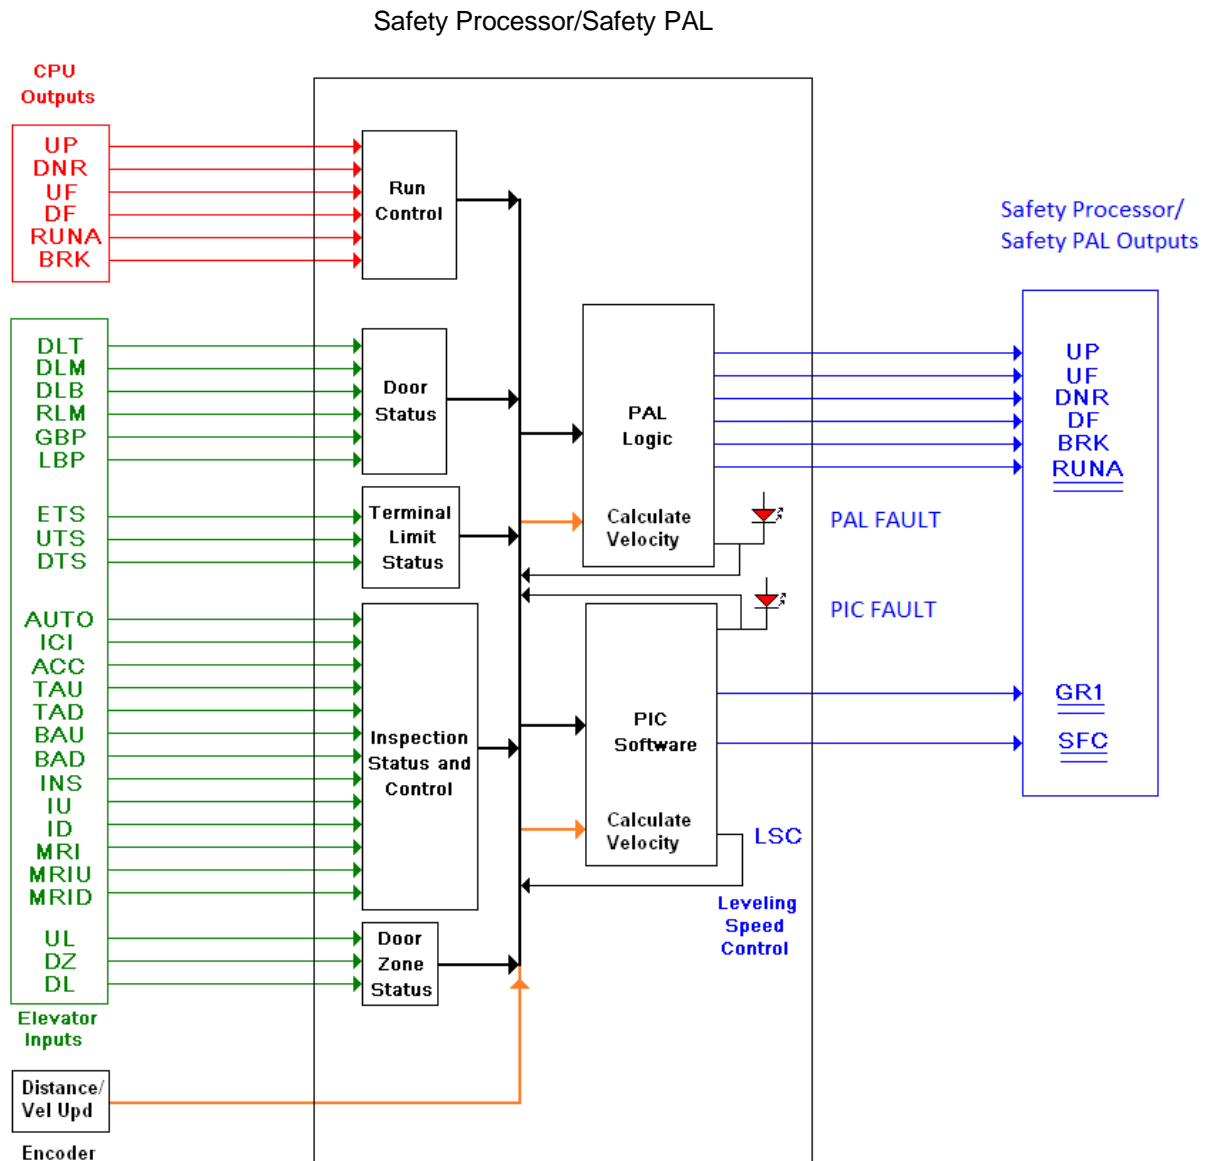 Safety Processor/Safety PAL
CPU
Outputs
UP
DNR
UF
DF
RUNA
BRK
Run
Control
Safety Processor/
Safety PAL Outputs
DLT
DLM
DLB
RLM
GBP
LBP
Door
Status
PAL
Logic
Calculate
Velocity
UP
UF
DNR
DF
BRK
RUNA
ETS
UTS
DTS
Terminal
Limit
Status
PAL FAULT
PIC FAULT
AUTO
ICI
ACC
TAU
TAD
BAU
BAD
INS
IU
ID
MRI
MRIU
MRID
Inspection
Status and
Control
PIC
Software
Calculate
Velocity
GR1
SFC
LSC
Leveling
Speed
Control
UL
DZ
DL
Door
Zone
Status
Elevator
Inputs
Distance/
Vel Upd
Encoder